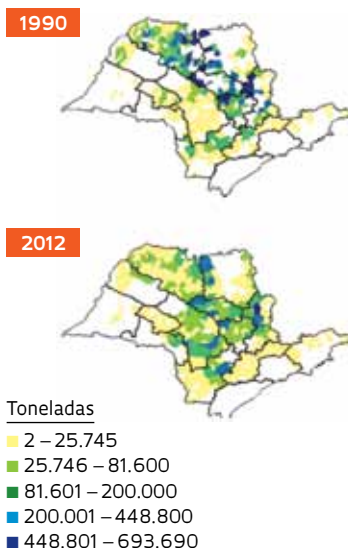 1990
2012
Toneladas
2 – 25.745
25.746 – 81.600
81.601 – 200.000
200.001 – 448.800
448.801 – 693.690